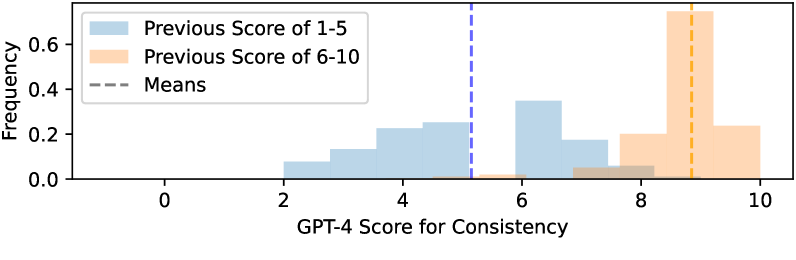 Previous Score of 1-5
Previous Score of 6-10
Means
Frequency
0.6
0.4
0.2
0.0
0 2 4 6 8 10
GPT-4 Score for Consistency